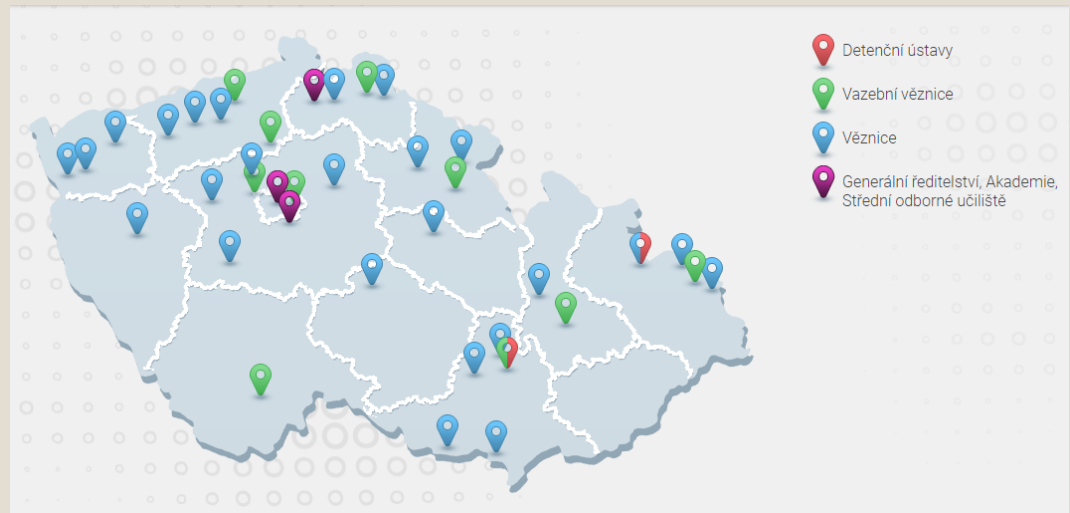 Detenční ústavy
Vazební věznice
Věznice
Generální ředitelství, Akademie,
Střední odborné učiliště